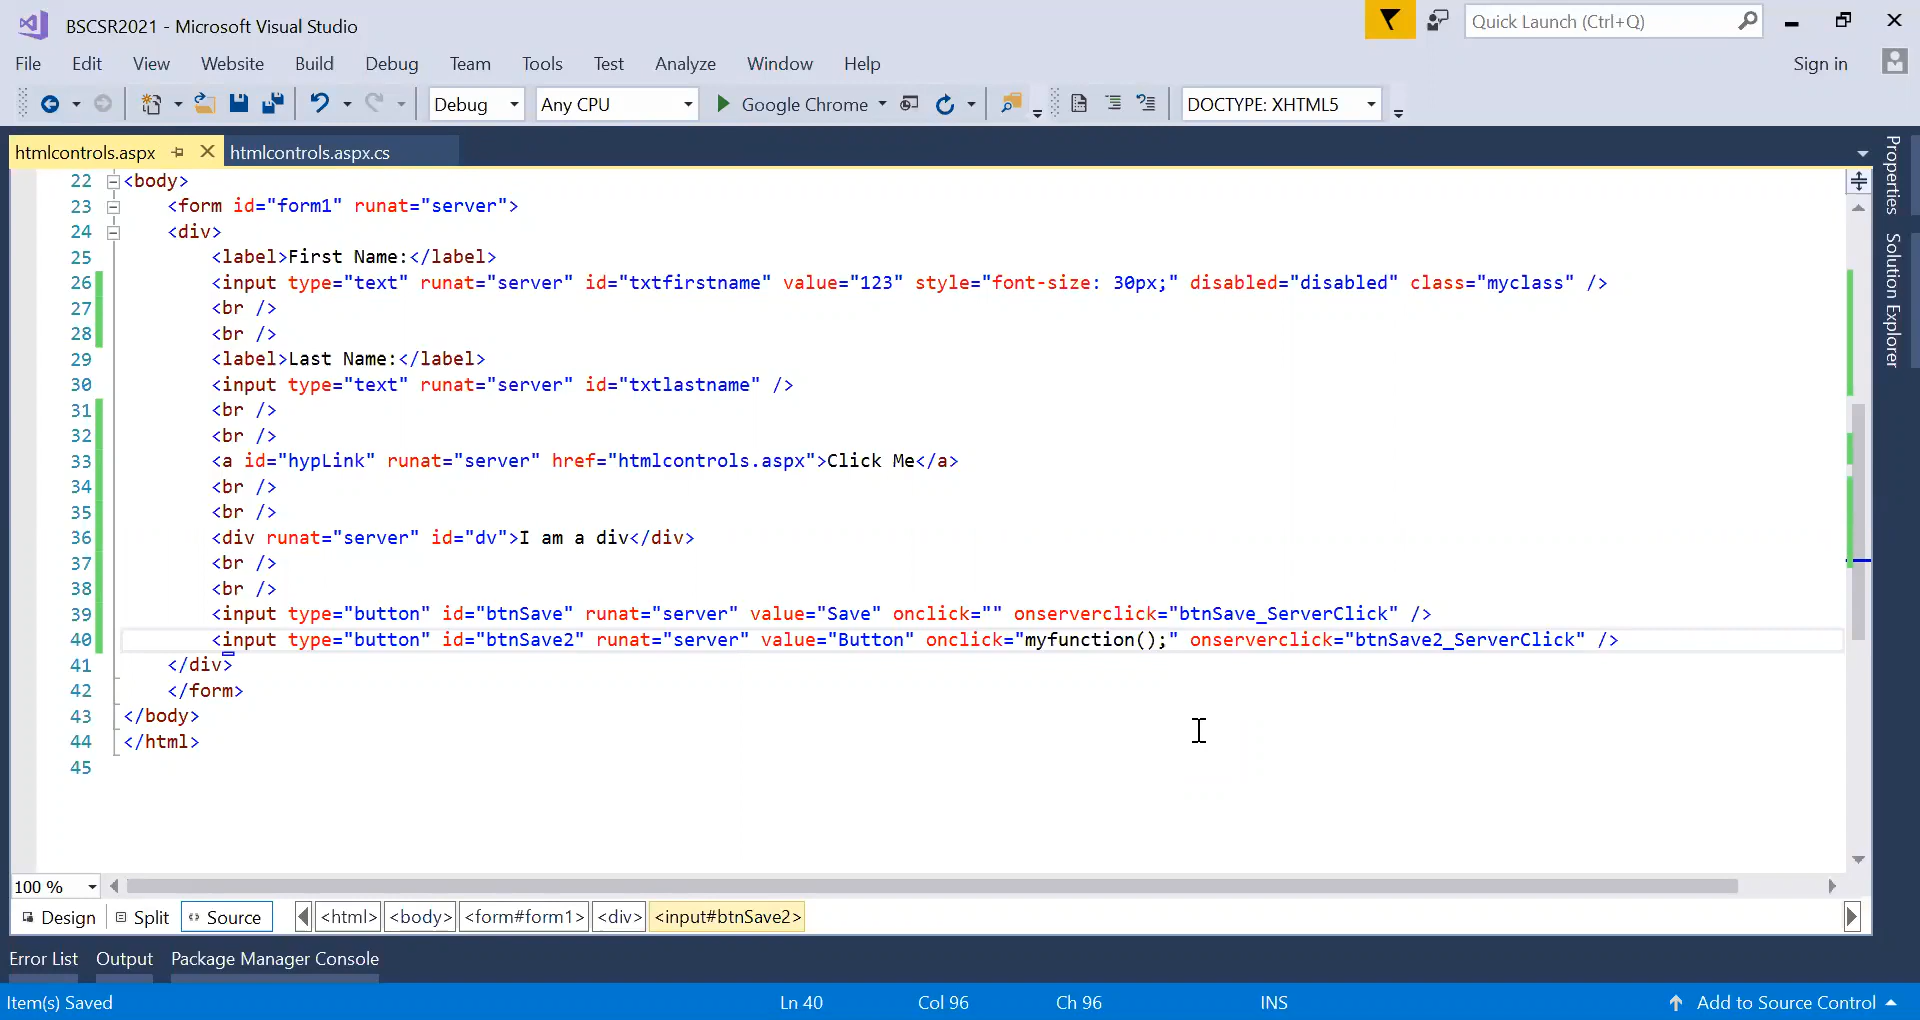 BSCSR2021 - Microsoft Visual Studio
Quick Launch (Ctrl+Q)
File Edit View Website Build Debug Team Tools Test Analyze Window Help
Sign in
Debug Any CPU Google Chrome DOCTYPE: XHTML5
htmlcontrols.aspx htmlcontrols.aspx.cs
22 <body>
23 <form id="form1" runat="server">
24 <div>
25 <label>First Name:</label>
26 <input type="text" runat="server" id="txtfirstname" value="123" style="font-size: 30px;" disabled="disabled" class="myclass" />
27 <br />
28 <br />
29 <label>Last Name:</label>
30 <input type="text" runat="server" id="txtlastname" />
31 <br />
32 <br />
33 <a id="hypLink" runat="server" href="htmlcontrols.aspx">Click Me</a>
34 <br />
35 <br />
36 <div runat="server" id="dv">I am a div</div>
37 <br />
38 <br />
39 <input type="button" id="btnSave" runat="server" value="Save" onclick="" onserverclick="btnSave_ServerClick" />
40 <input type="button" id="btnSave2" runat="server" value="Button" onclick="myfunction();" onserverclick="btnSave2_ServerClick" />
41 </div>
42 </form>
43 </body>
44 </html>
45
Properties
Solution Explorer
100 %
Design Split Source <html> <body> <form#form1> <div> <input#btnSave2>
Error List Output Package Manager Console
Item(s) Saved Ln 40 Col 96 Ch 96 INS Add to Source Control